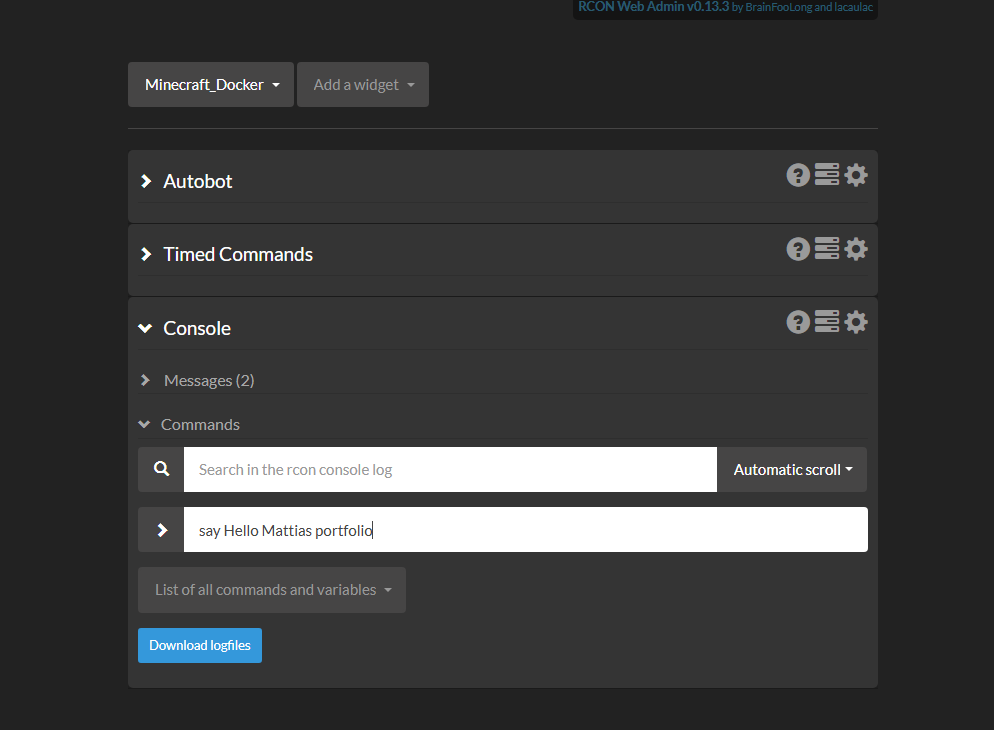 RCON Web Admin v0.13.3 by BrainFooLong and lacaulac
Minecraft_Docker Add a widget
Autobot
Timed Commands
Console
Messages (2)
Commands
Search in the rcon console log Automatic scroll
say Hello Mattias portfolio
List of all commands and variables
Download logfiles